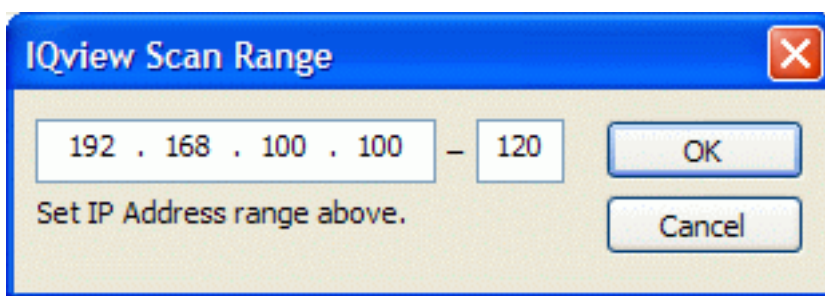 IQview Scan Range
192 . 168 . 100 . 100 – 120
OK
Set IP Address range above.
Cancel